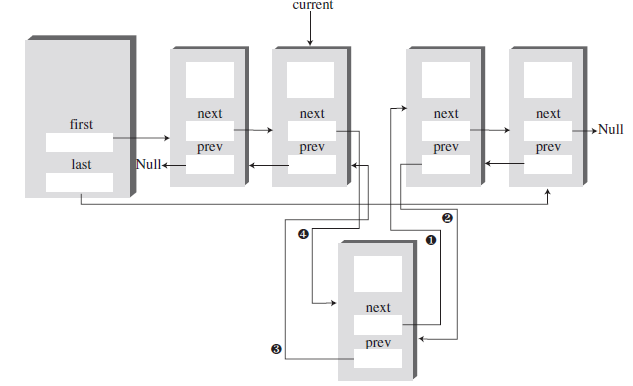 current
first
last
next
prev
Null
next
prev
next
prev
next
prev
Null
❹
❷
❶
❸
next
prev